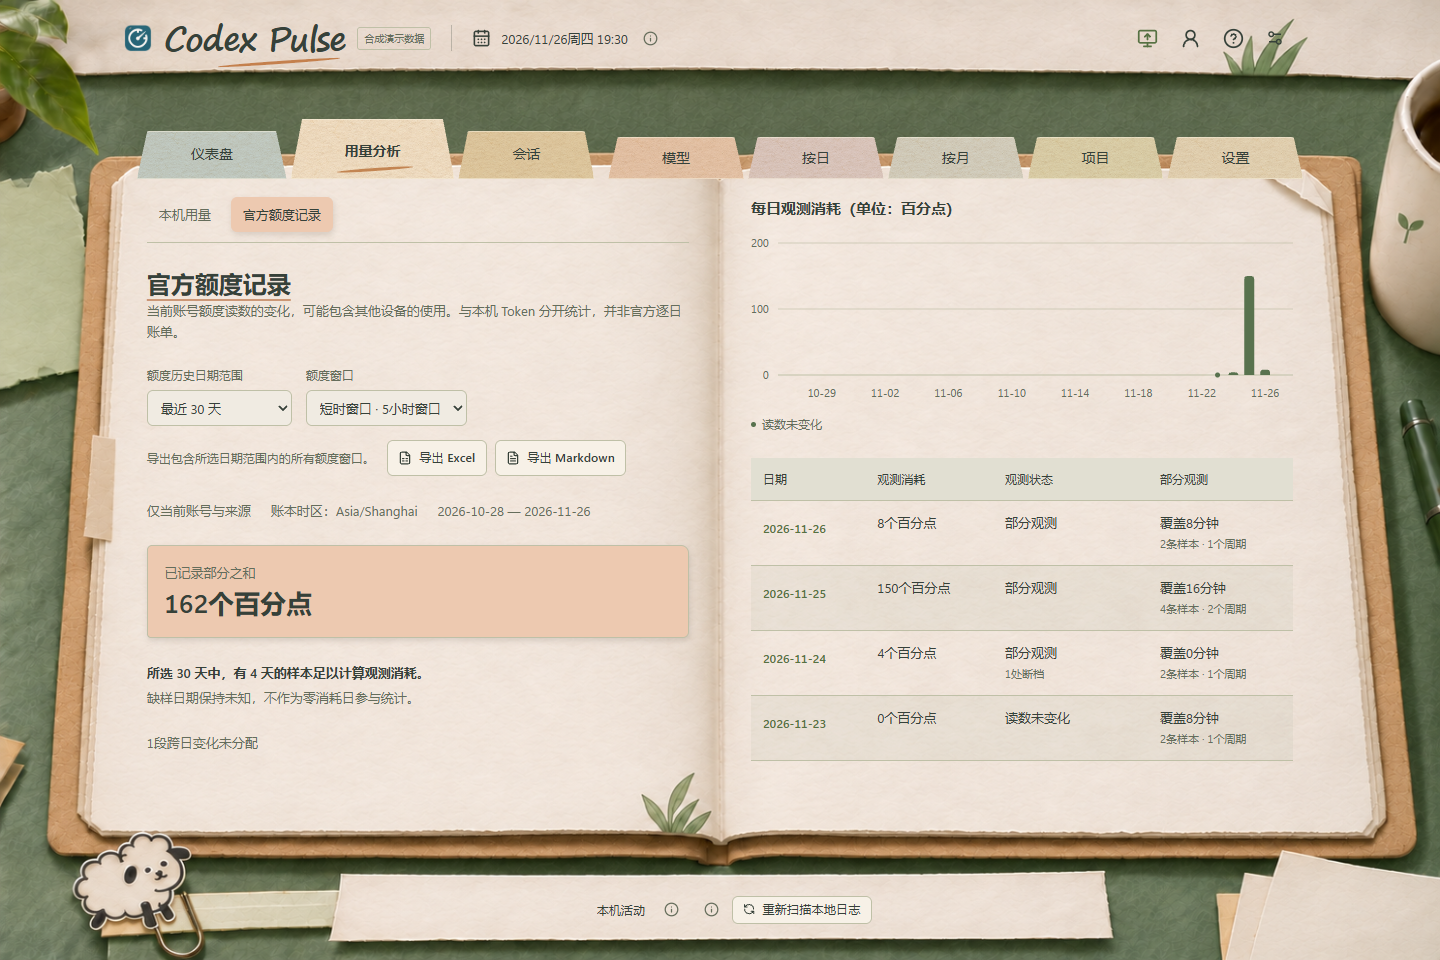 Codex Pulse
合成演示数据
2026/11/26周四 19:30
仪表盘
用量分析
会话
模型
按日
按月
项目
设置
本机用量
官方额度记录
官方额度记录
当前账号额度读数的变化，可能包含其他设备的使用。与本机 Token 分开统计，并非官方逐日
账单。
额度历史日期范围
额度窗口
最近 30 天
短时窗口 · 5小时窗口
导出包含所选日期范围内的所有额度窗口。
导出 Excel
导出 Markdown
仅当前账号与来源
账本时区：Asia/Shanghai
2026-10-28 — 2026-11-26
已记录部分之和
162个百分点
所选 30 天中，有 4 天的样本足以计算观测消耗。
缺样日期保持未知，不作为零消耗日参与统计。
1段跨日变化未分配
每日观测消耗（单位：百分点）
200
100
0
10-29 11-02 11-06 11-10 11-14 11-18 11-22 11-26
读数未变化
日期 观测消耗 观测状态 部分观测
2026-11-26 8个百分点 部分观测 覆盖8分钟
2条样本 · 1个周期
2026-11-25 150个百分点 部分观测 覆盖16分钟
4条样本 · 2个周期
2026-11-24 4个百分点 部分观测 覆盖0分钟
1处断档 2条样本 · 1个周期
2026-11-23 0个百分点 读数未变化 覆盖8分钟
2条样本 · 1个周期
本机活动
重新扫描本地日志